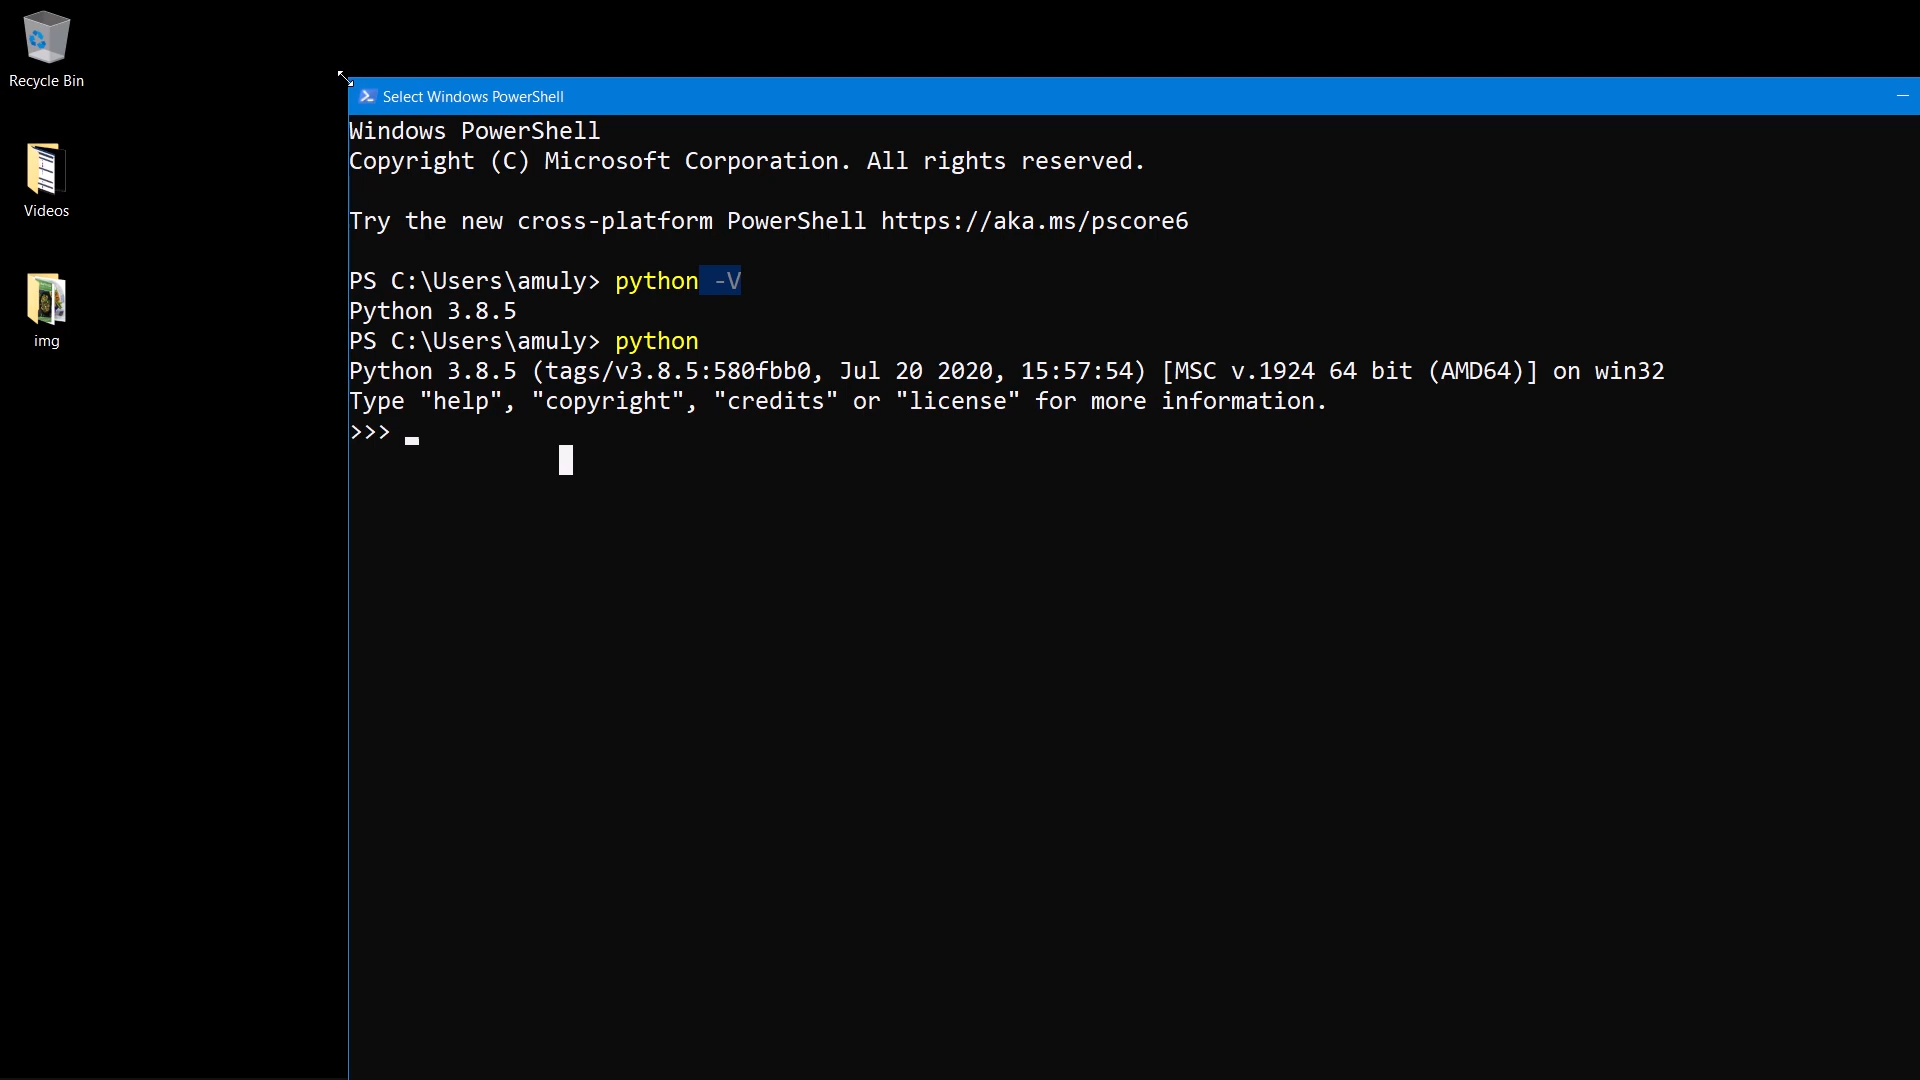 Recycle Bin
Videos
img
Select Windows PowerShell
Windows PowerShell
Copyright (C) Microsoft Corporation. All rights reserved.
Try the new cross-platform PowerShell https://aka.ms/pscore6
PS C:\Users\amuly> python -V
Python 3.8.5
PS C:\Users\amuly> python
Python 3.8.5 (tags/v3.8.5:580fbb0, Jul 20 2020, 15:57:54) [MSC v.1924 64 bit (AMD64)] on win32
Type "help", "copyright", "credits" or "license" for more information.
>>>